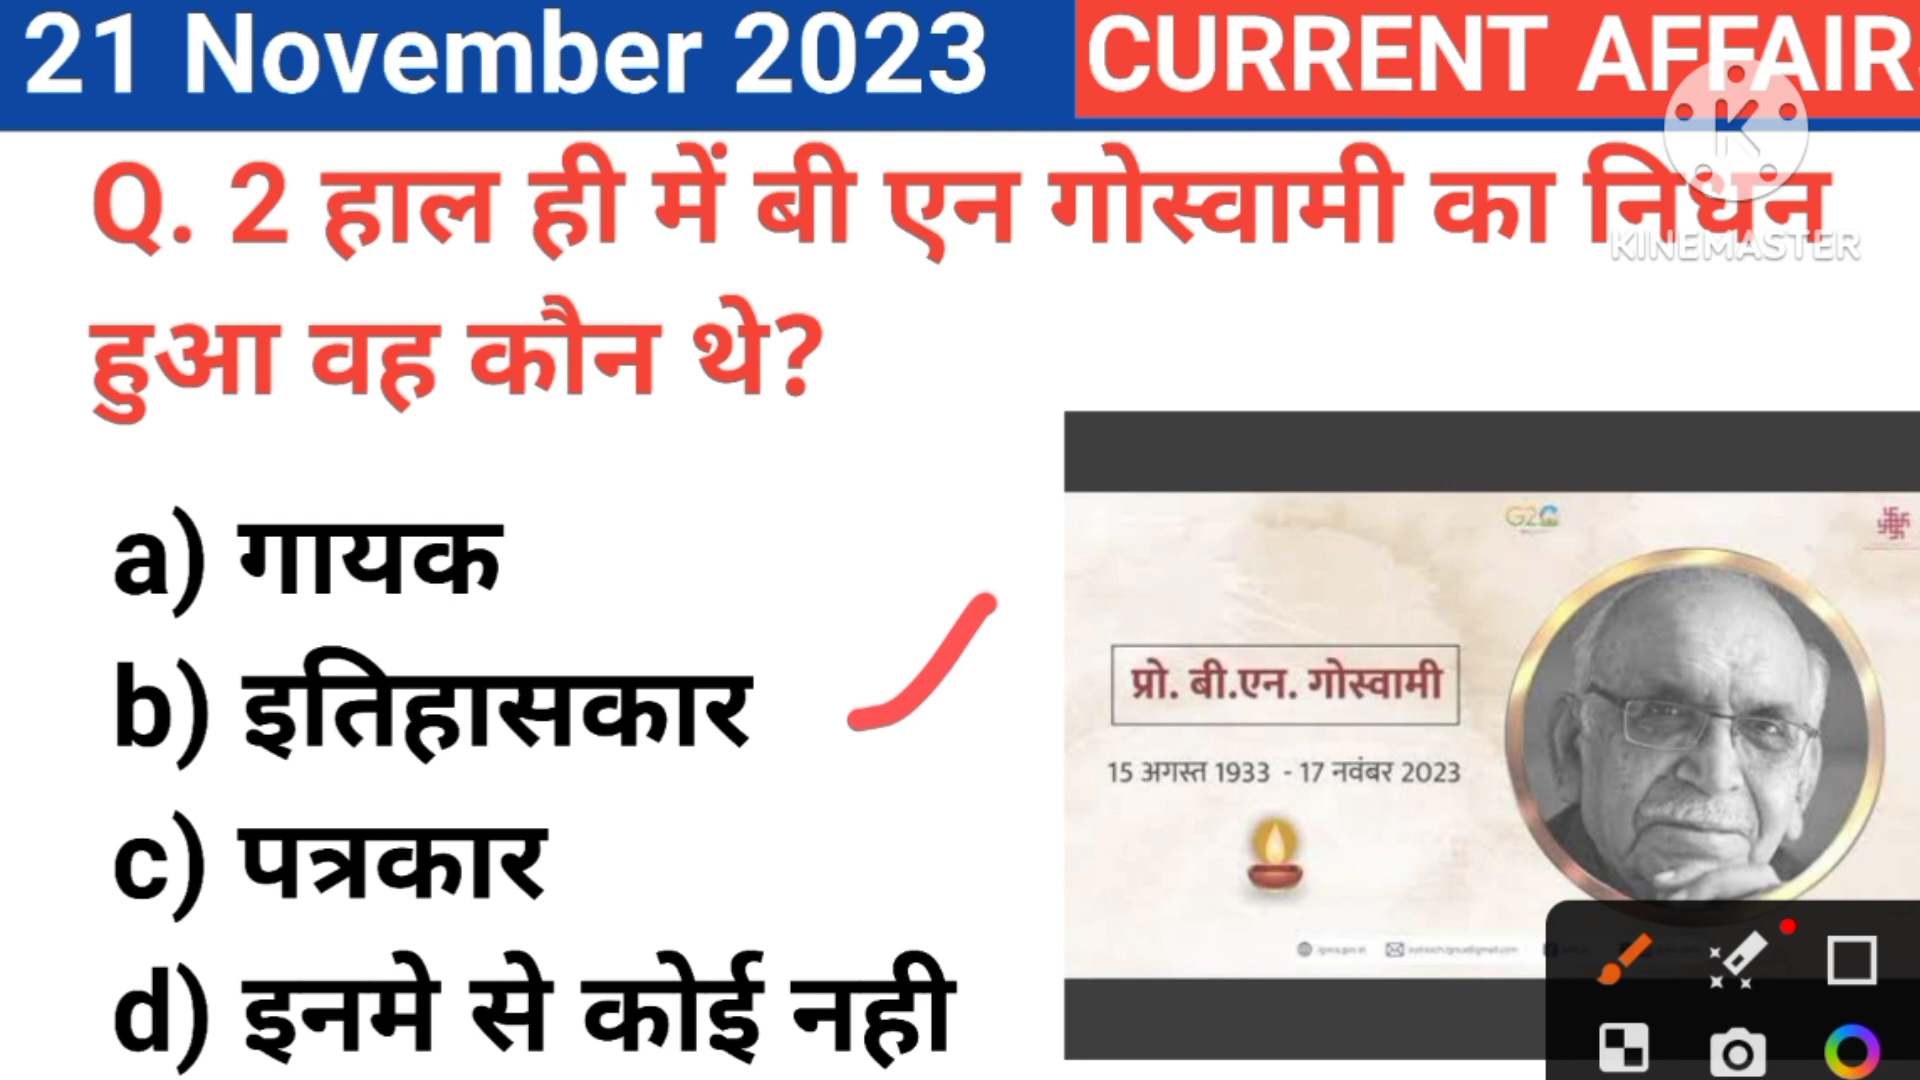 21 November 2023 CURRENT AFFAIRS
Q. 2 हाल ही में बी एन गोस्वामी का निधन
KINEMASTER
हुआ वह कौन थे?
a) गायक
b) इतिहासकार
c) पत्रकार
d) इनमे से कोई नही
G20
प्रो. बी.एन. गोस्वामी
15 अगस्त 1933 - 17 नवंबर 2023